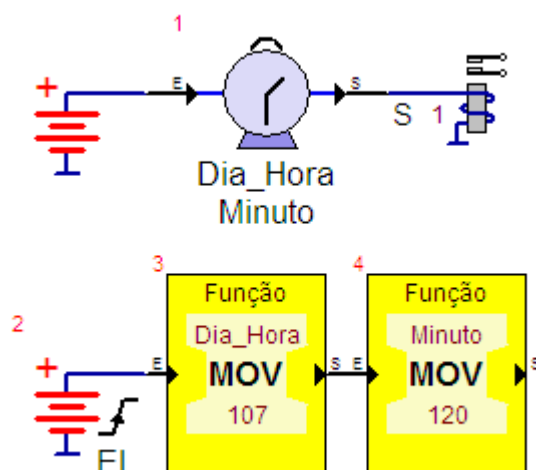 1
+
E
S
S 1
Dia_Hora
Minuto
2
+
EI
3
Função
E
Dia_Hora
MOV
107
S
4
Função
E
Minuto
MOV
120
S